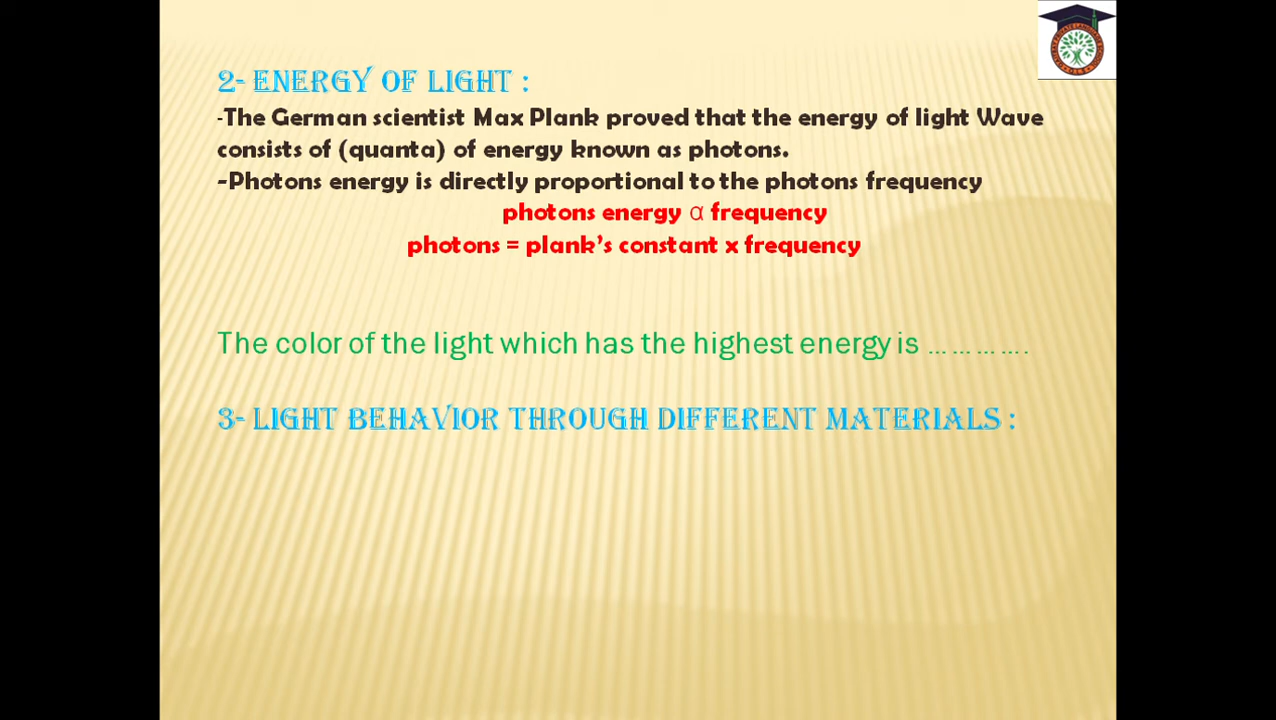 2- Energy of light :
-The German scientist Max Plank proved that the energy of light Wave
consists of (quanta) of energy known as photons.
-Photons energy is directly proportional to the photons frequency
photons energy α frequency
photons = plank's constant x frequency
The color of the light which has the highest energy is ... ... ... ....
3- Light behavior through different materials :